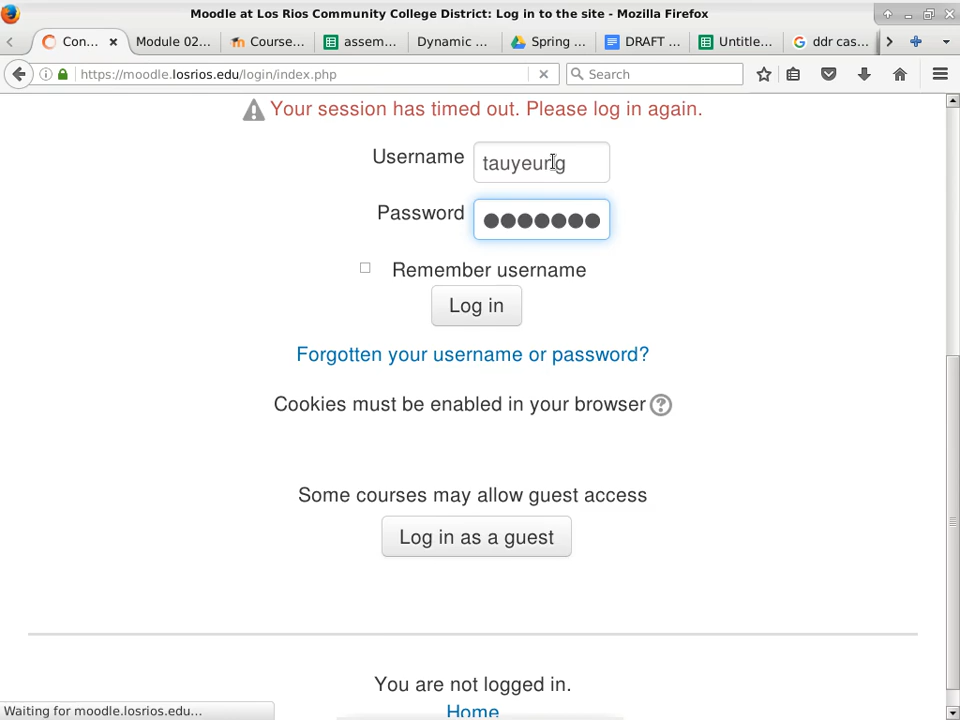 Moodle at Los Rios Community College District: Log in to the site - Mozilla Firefox
Con... Module 02... Course... assem... Dynamic ... Spring ... DRAFT ... Untitle... ddr cas...
https://moodle.losrios.edu/login/index.php Search
Your session has timed out. Please log in again.
Username
Password
Remember username
Log in
Forgotten your username or password?
Cookies must be enabled in your browser
Some courses may allow guest access
Log in as a guest
You are not logged in.
Home
Waiting for moodle.losrios.edu...